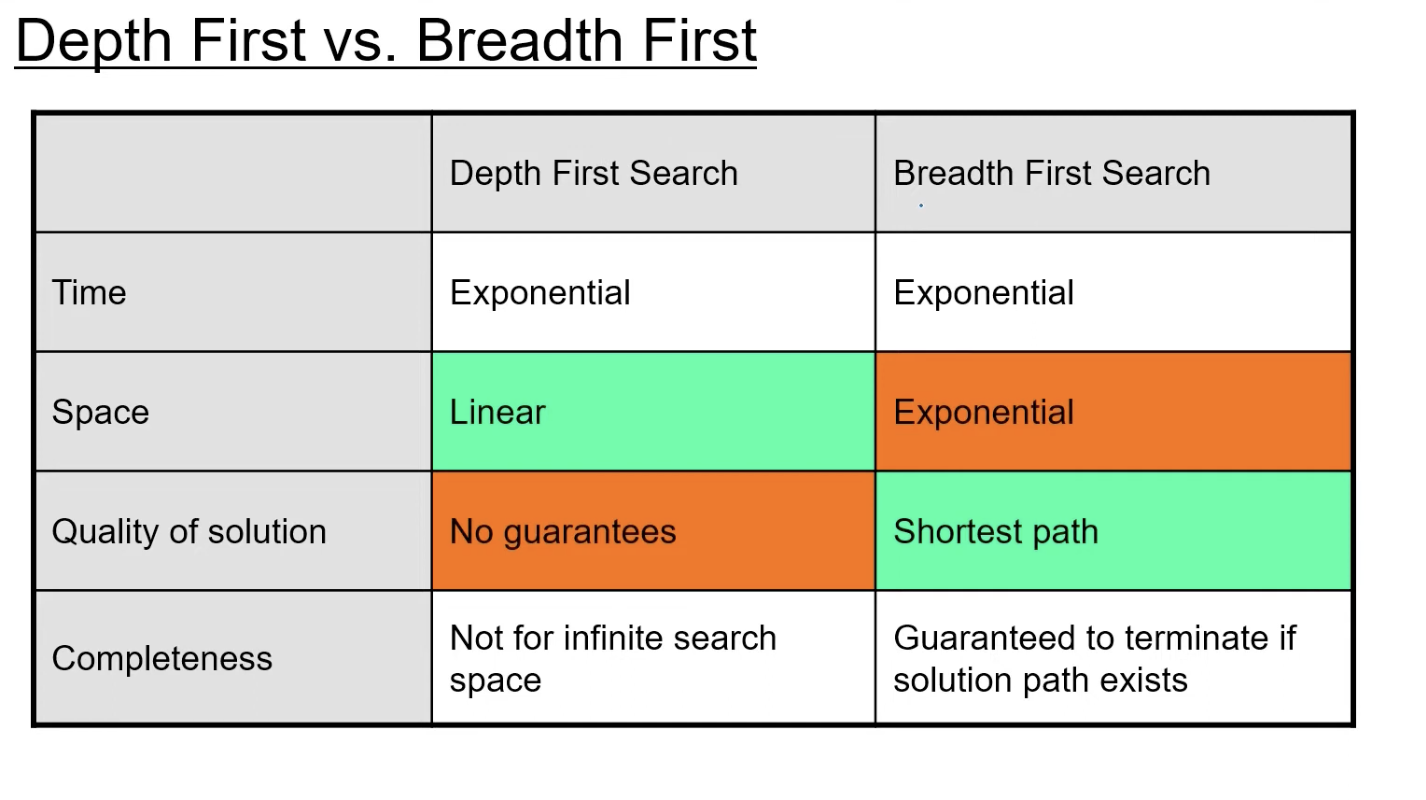 Depth First vs. Breadth First
Depth First Search
Breadth First Search
Time
Exponential
Exponential
Space
Linear
Exponential
Quality of solution
No guarantees
Shortest path
Completeness
Not for infinite search
space
Guaranteed to terminate if
solution path exists